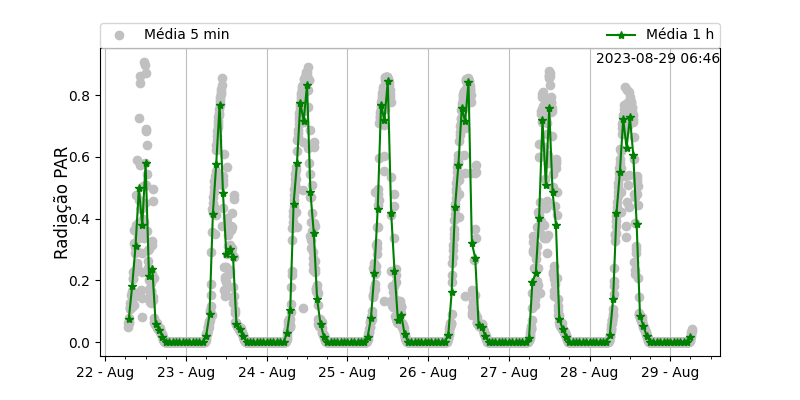 Média 5 min
Média 1 h
2023-08-29 06:46
Radiação PAR
0.8
0.6
0.4
0.2
0.0
22 - Aug
23 - Aug
24 - Aug
25 - Aug
26 - Aug
27 - Aug
28 - Aug
29 - Aug